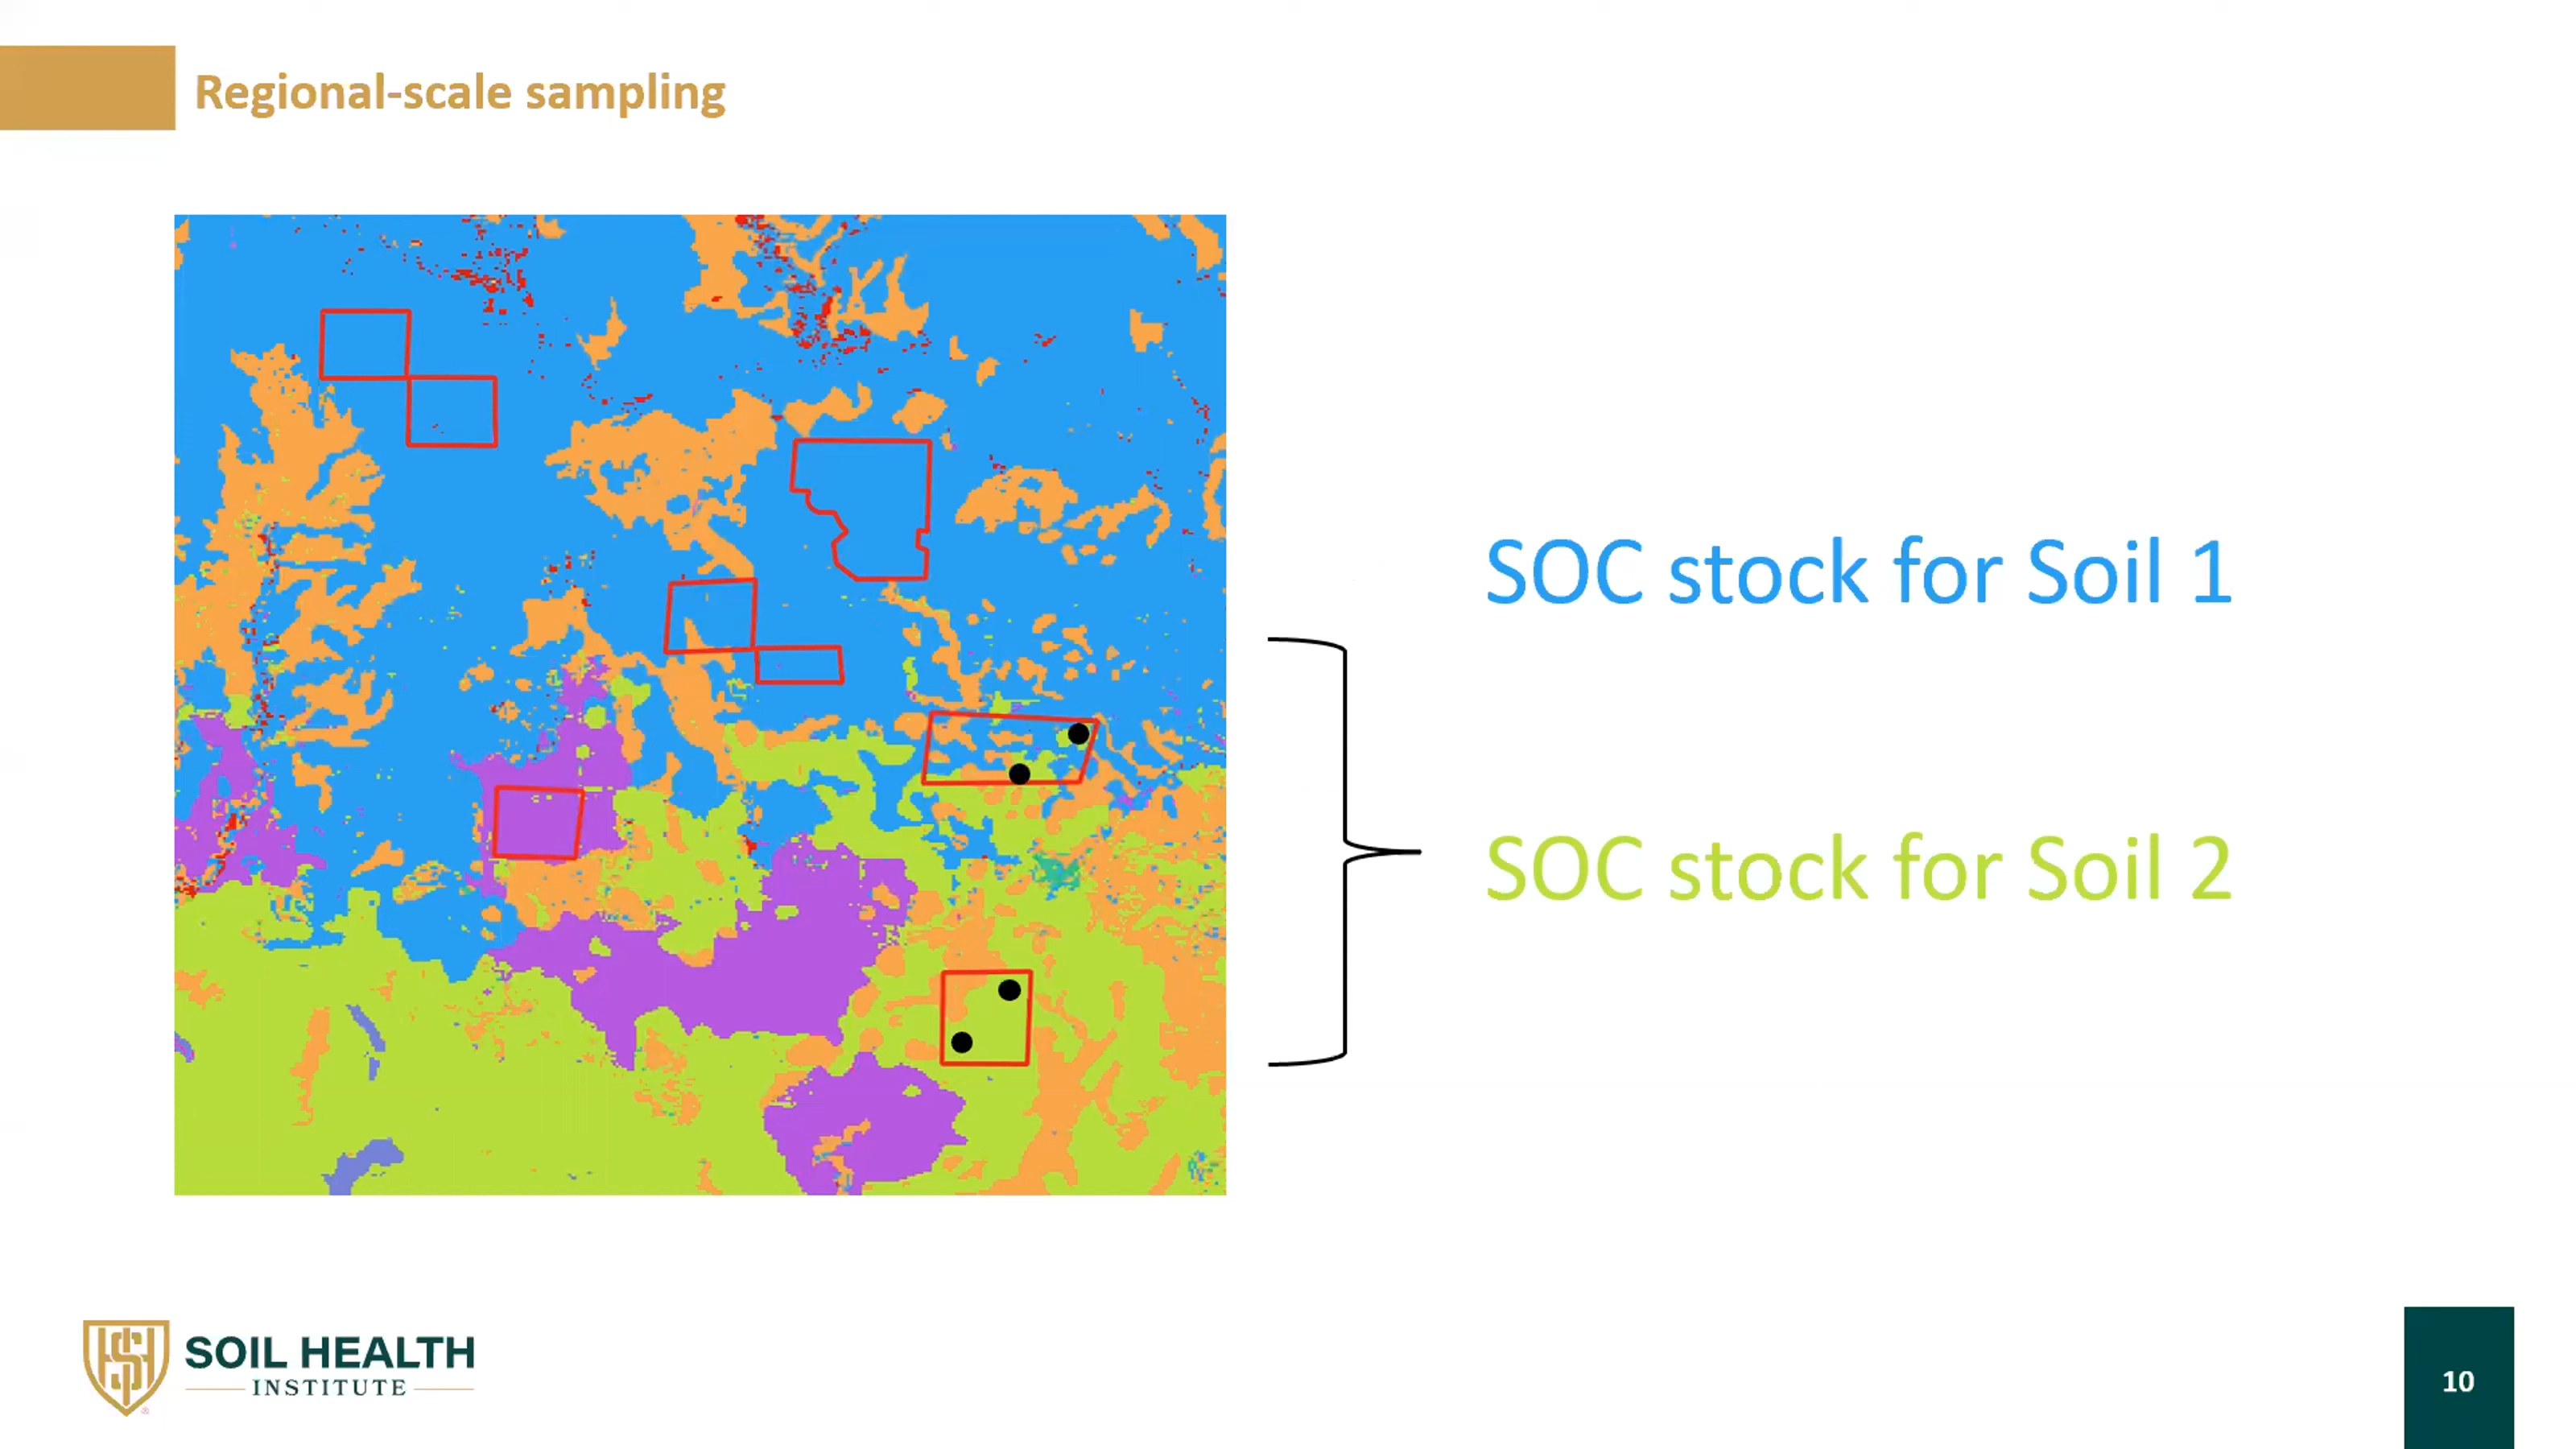 Regional-scale sampling
SOC stock for Soil 1
SOC stock for Soil 2
SOIL HEALTH
INSTITUTE
10